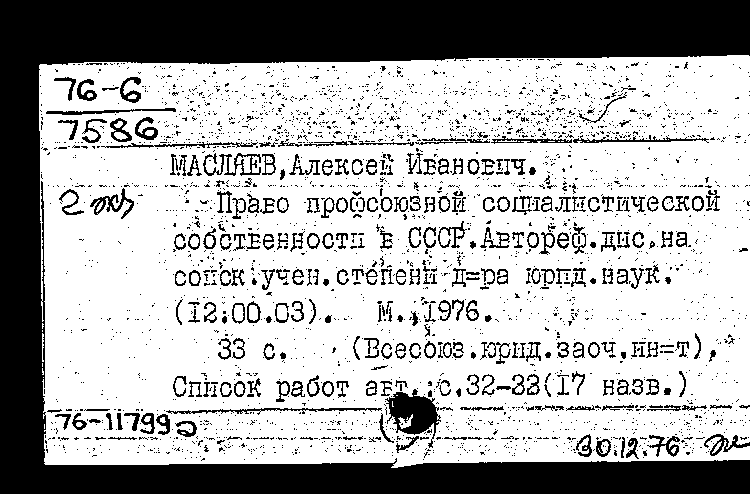 76-6
7586
МАСЛЯЕВ, Алексей Иванович.
2 экз
Право профсоюзной социалистической
собственности в СССР. Автореф. дис. на
соиск. учен. степени д=ра юрид. наук.
(12.00.03). М., 1976.
33 с. (Всесоюз. юрид. заоч. ин=т).
Список работ авт.: с. 32-33 (17 назв.)
76-11799
30.12.76.